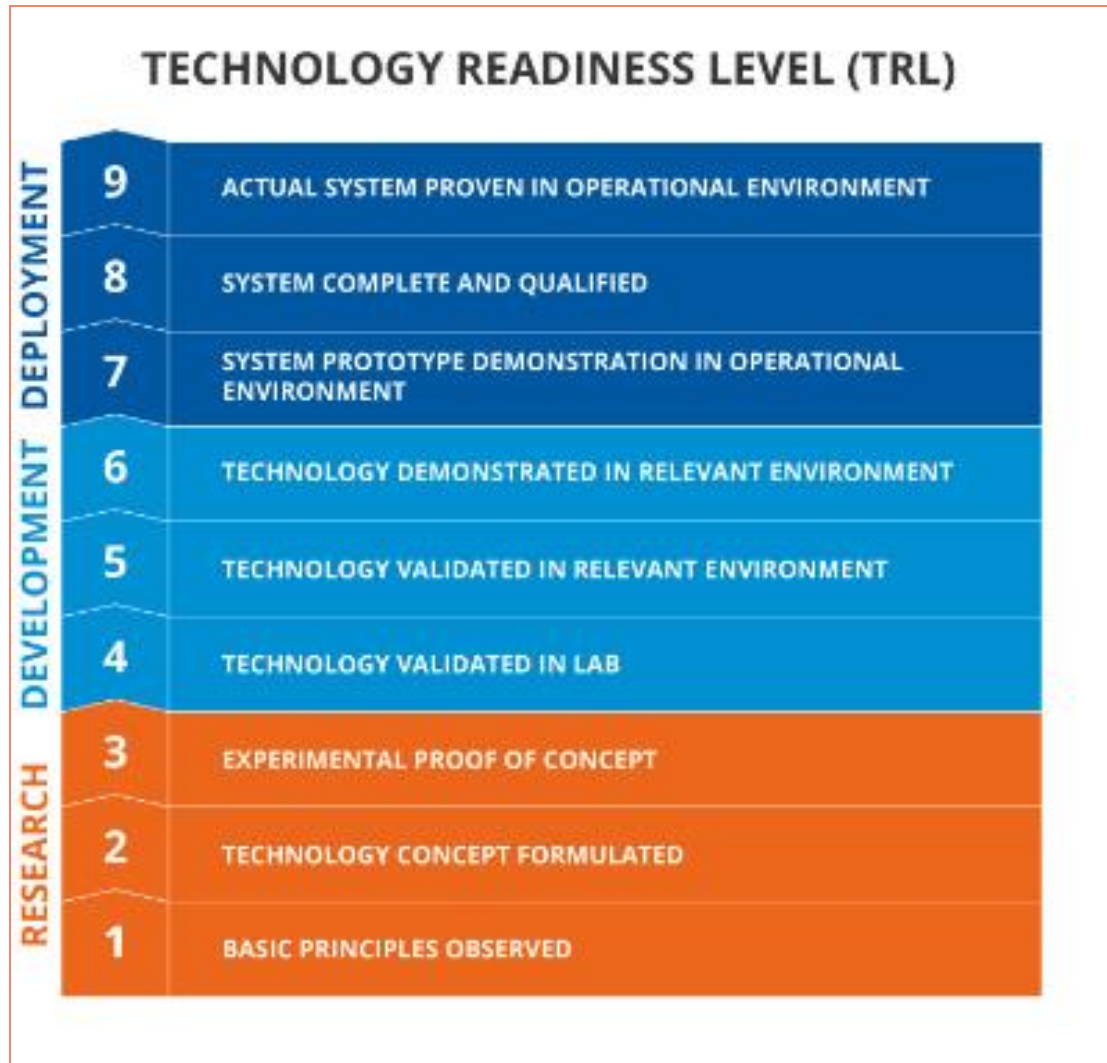 TECHNOLOGY READINESS LEVEL (TRL)
DEPLOYMENT
9
ACTUAL SYSTEM PROVEN IN OPERATIONAL ENVIRONMENT
8
SYSTEM COMPLETE AND QUALIFIED
7
SYSTEM PROTOTYPE DEMONSTRATION IN OPERATIONAL
ENVIRONMENT
DEVELOPMENT
6
TECHNOLOGY DEMONSTRATED IN RELEVANT ENVIRONMENT
5
TECHNOLOGY VALIDATED IN RELEVANT ENVIRONMENT
4
TECHNOLOGY VALIDATED IN LAB
RESEARCH
3
EXPERIMENTAL PROOF OF CONCEPT
2
TECHNOLOGY CONCEPT FORMULATED
1
BASIC PRINCIPLES OBSERVED